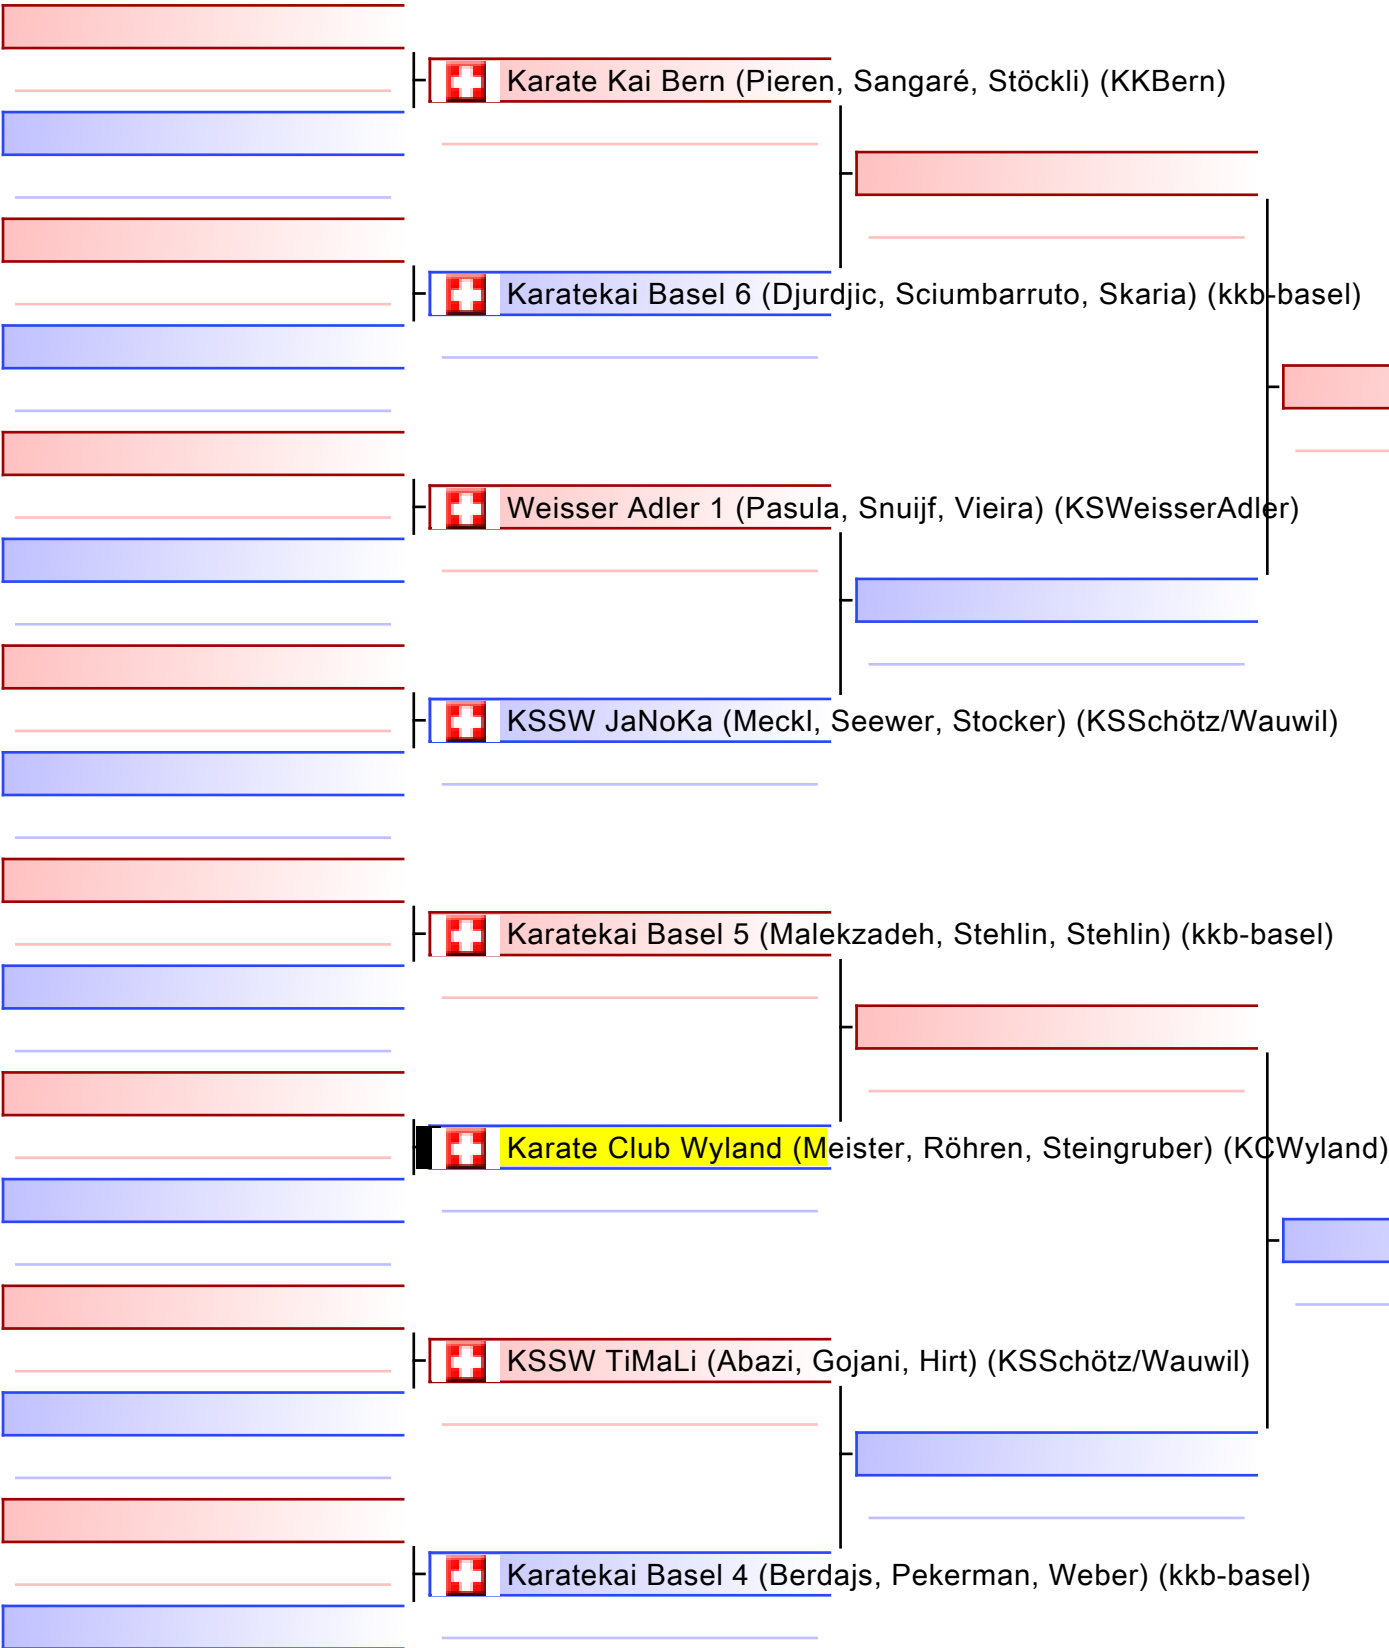 Karate Kai Bern (Pieren, Sangaré, Stöckli) (KKBern)
Karatekai Basel 6 (Djurdjic, Sciumbarruto, Skaria) (kkb-basel)
Weisser Adler 1 (Pasula, Snuijf, Vieira) (KSWeisserAdler)
KSSW JaNoKa (Meckl, Seewer, Stocker) (KSSchötz/Wauwil)
Karatekai Basel 5 (Malekzadeh, Stehlin, Stehlin) (kkb-basel)
Karate Club Wyland (Meister, Röhren, Steingruber) (KCWyland)
KSSW TiMaLi (Abazi, Gojani, Hirt) (KSSchötz/Wauwil)
Karatekai Basel 4 (Berdajs, Pekerman, Weber) (kkb-basel)